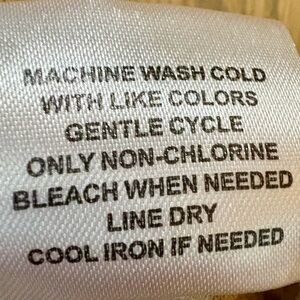 MACHINE WASH COLD
WITH LIKE COLORS
GENTLE CYCLE
ONLY NON-CHLORINE
BLEACH WHEN NEEDED
LINE DRY
COOL IRON IF NEEDED